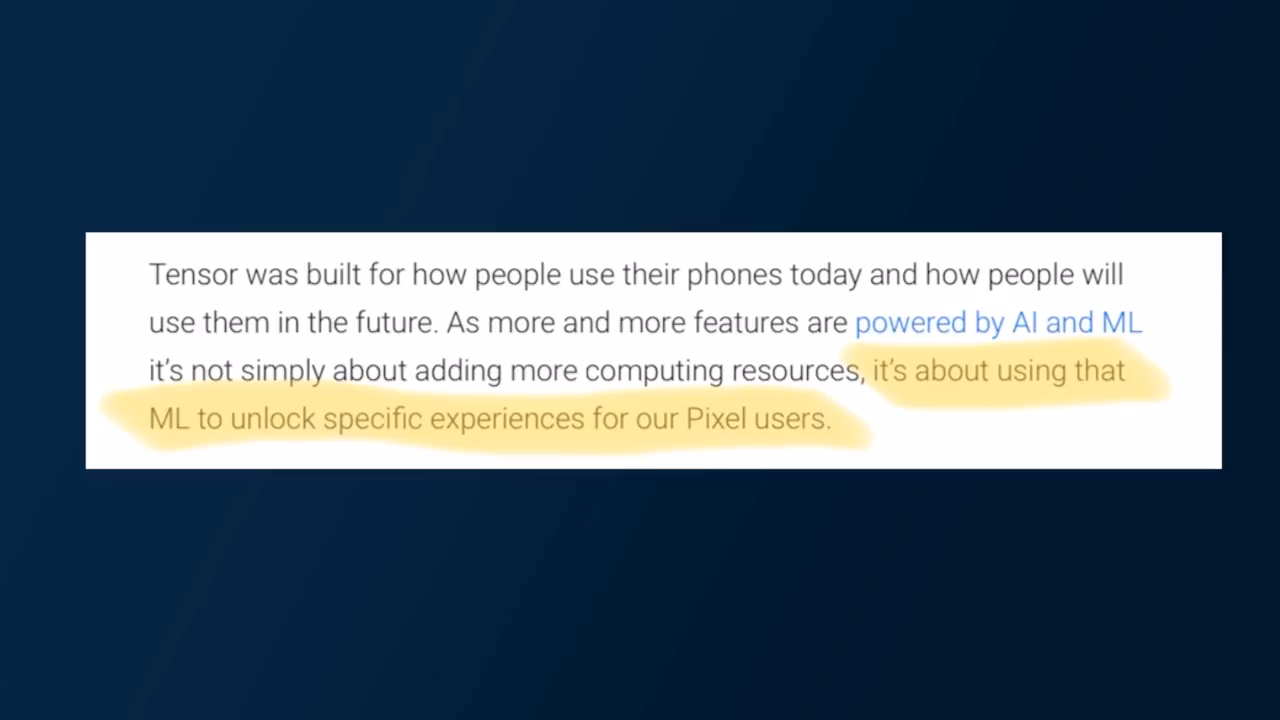 Tensor was built for how people use their phones today and how people will
use them in the future. As more and more features are powered by AI and ML
it’s not simply about adding more computing resources, it’s about using that
ML to unlock specific experiences for our Pixel users.